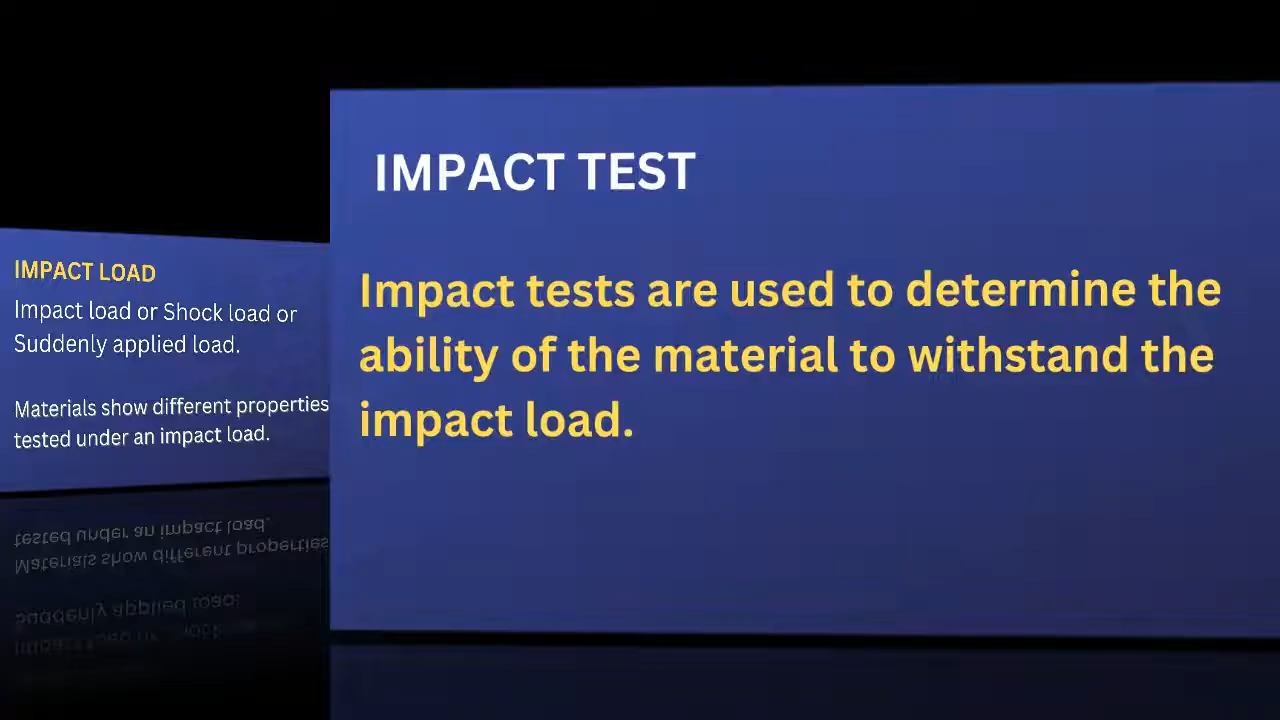 IMPACT TEST
Impact tests are used to determine the
ability of the material to withstand the
impact load.
IMPACT LOAD
Impact load or Shock load or
Suddenly applied load.
Materials show different properties
tested under an impact load.